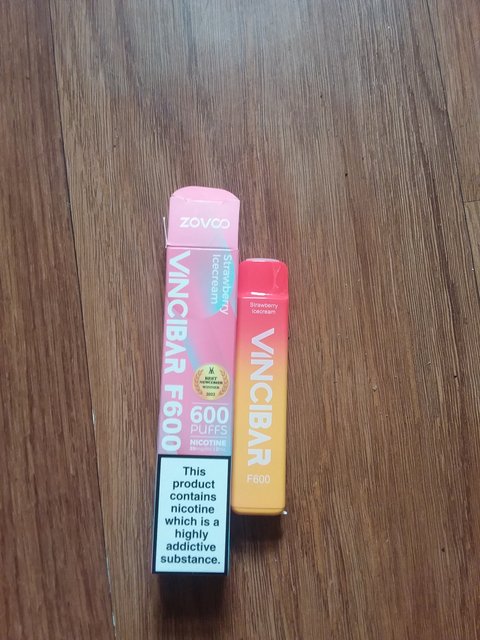 ZOVOO
Strawberry
Icecream
VINCIBAR F600
BEST
NEWCOMER
WINNER
600
PUFFS
NICOTINE
This
product
contains
nicotine
which is a
highly
addictive
substance.
Strawberry
Icecream
VINCIBAR
F600